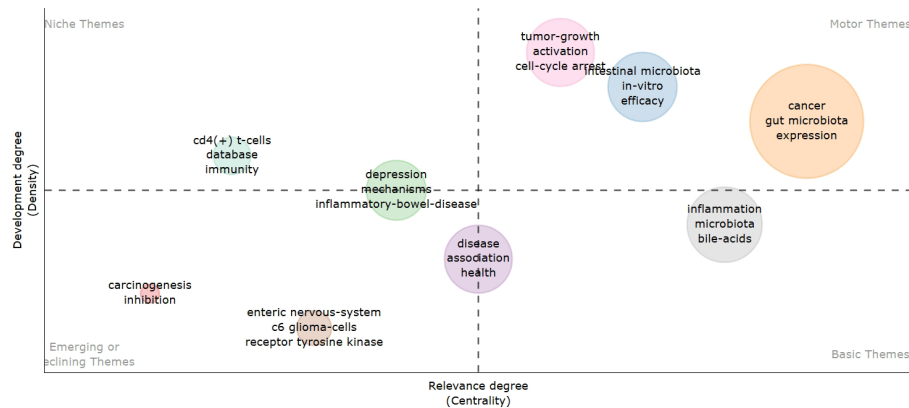 Niche Themes
Motor Themes
tumor-growth
activation
cell-cycle arrest
intestinal microbiota
in-vitro
efficacy
cancer
gut microbiota
expression
cd4(+) t-cells
database
immunity
depression
mechanisms
inflammatory-bowel-disease
inflammation
microbiota
bile-acids
disease
association
health
carcinogenesis
inhibition
enteric nervous-system
c6 glioma-cells
receptor tyrosine kinase
Emerging or
eclining Themes
Basic Themes
Development degree
(Density)
Relevance degree
(Centrality)